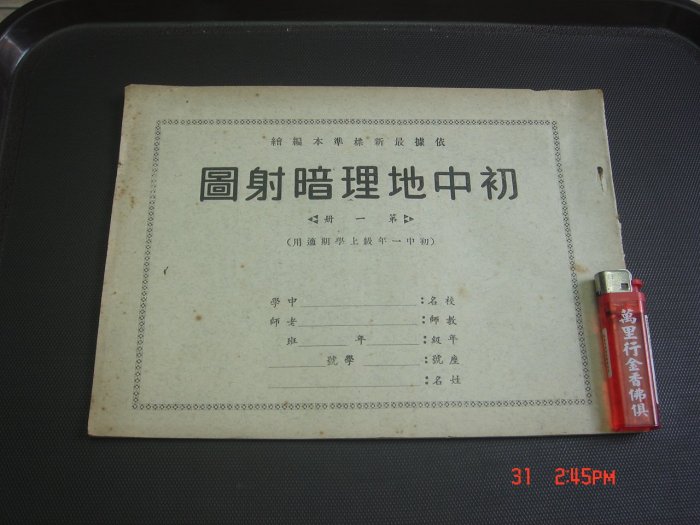 依據最新標準本編繪
初中地理暗射圖
第一冊
(初中一年級上學期適用)
校名:中學
教師:老師
年級:年班
座號:學號
姓名:
萬里行金香佛俱
31 2:45PM